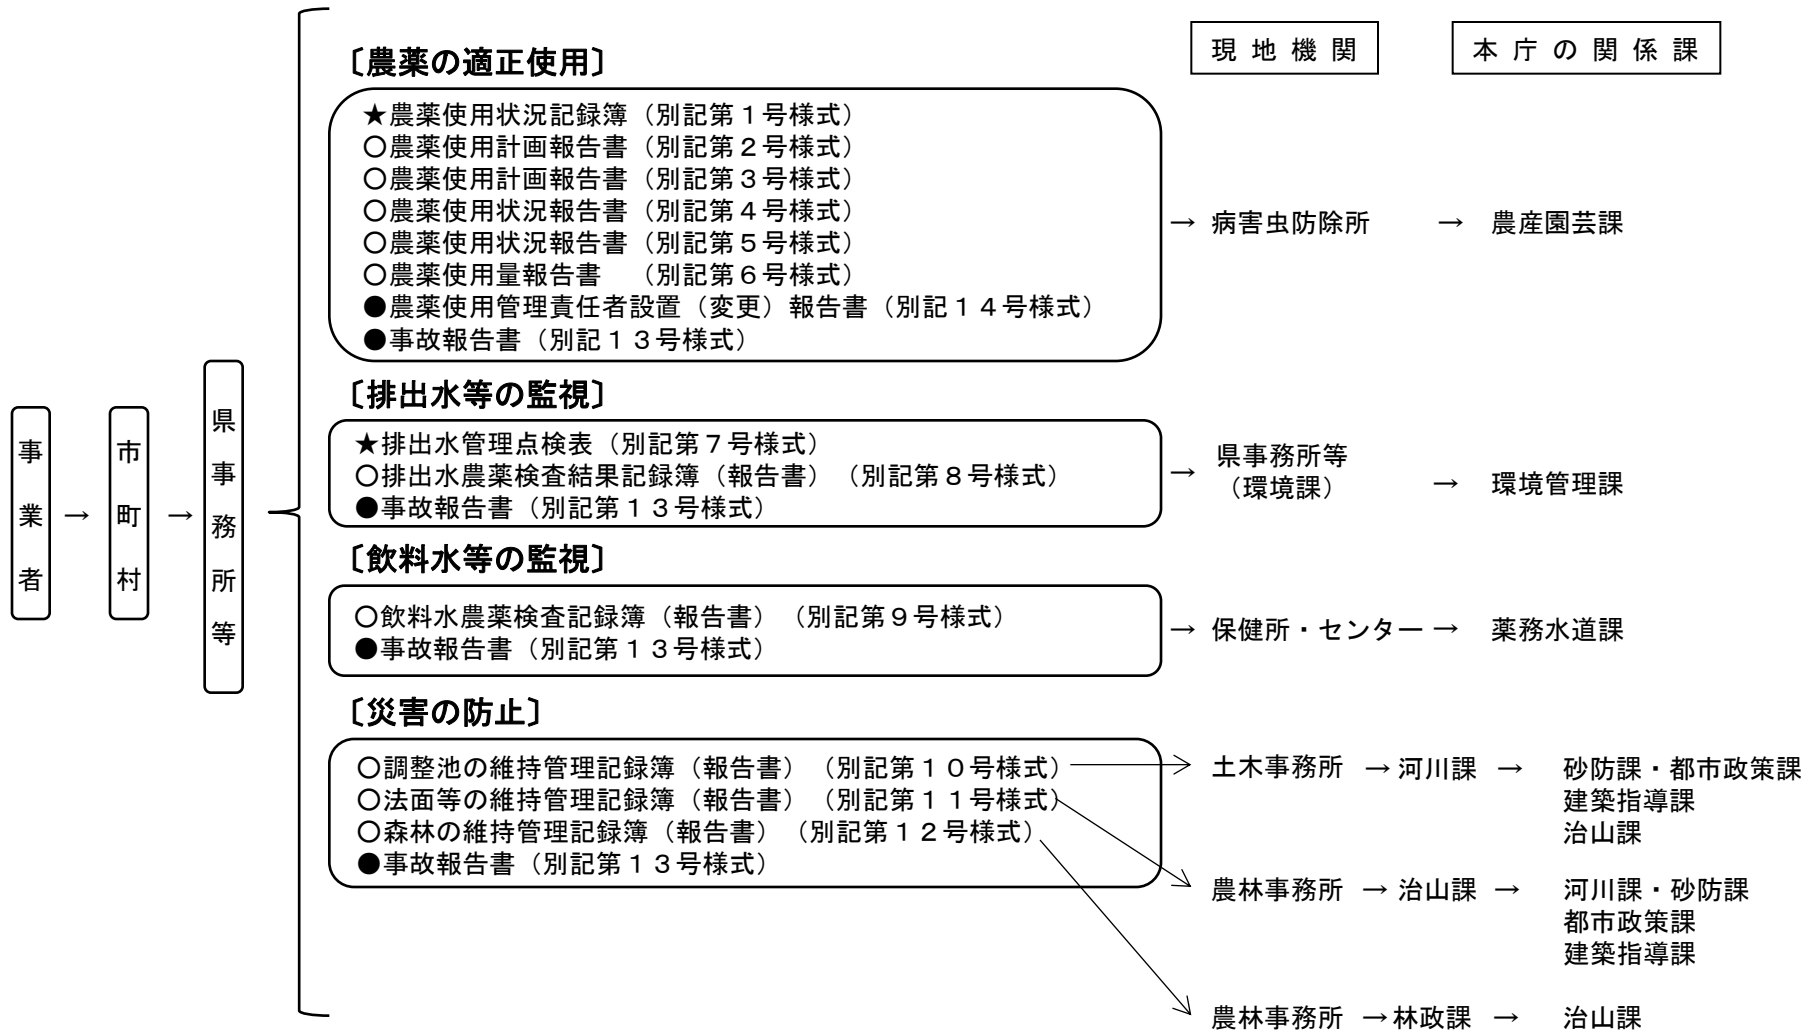 事業者
→
市町村
→
県事務所等
現地機関
本庁の関係課
〔農薬の適正使用〕
★農薬使用状況記録簿（別記第１号様式）
○農薬使用計画報告書（別記第２号様式）
○農薬使用計画報告書（別記第３号様式）
○農薬使用状況報告書（別記第４号様式）
○農薬使用状況報告書（別記第５号様式）
○農薬使用量報告書　（別記第６号様式）
●農薬使用管理責任者設置（変更）報告書（別記１４号様式）
●事故報告書（別記１３号様式）
→ 病害虫防除所 → 農産園芸課
〔排出水等の監視〕
★排出水管理点検表（別記第７号様式）
○排出水農薬検査結果記録簿（報告書）（別記第８号様式）
●事故報告書（別記第１３号様式）
→ 県事務所等
（環境課） → 環境管理課
〔飲料水等の監視〕
○飲料水農薬検査記録簿（報告書）（別記第９号様式）
●事故報告書（別記第１３号様式）
→ 保健所・センター → 薬務水道課
〔災害の防止〕
○調整池の維持管理記録簿（報告書）（別記第１０号様式）
○法面等の維持管理記録簿（報告書）（別記第１１号様式）
○森林の維持管理記録簿（報告書）（別記第１２号様式）
●事故報告書（別記第１３号様式）
土木事務所 → 河川課 → 砂防課・都市政策課
建築指導課
治山課
農林事務所 → 治山課 → 河川課・砂防課
都市政策課
建築指導課
農林事務所 → 林政課 → 治山課